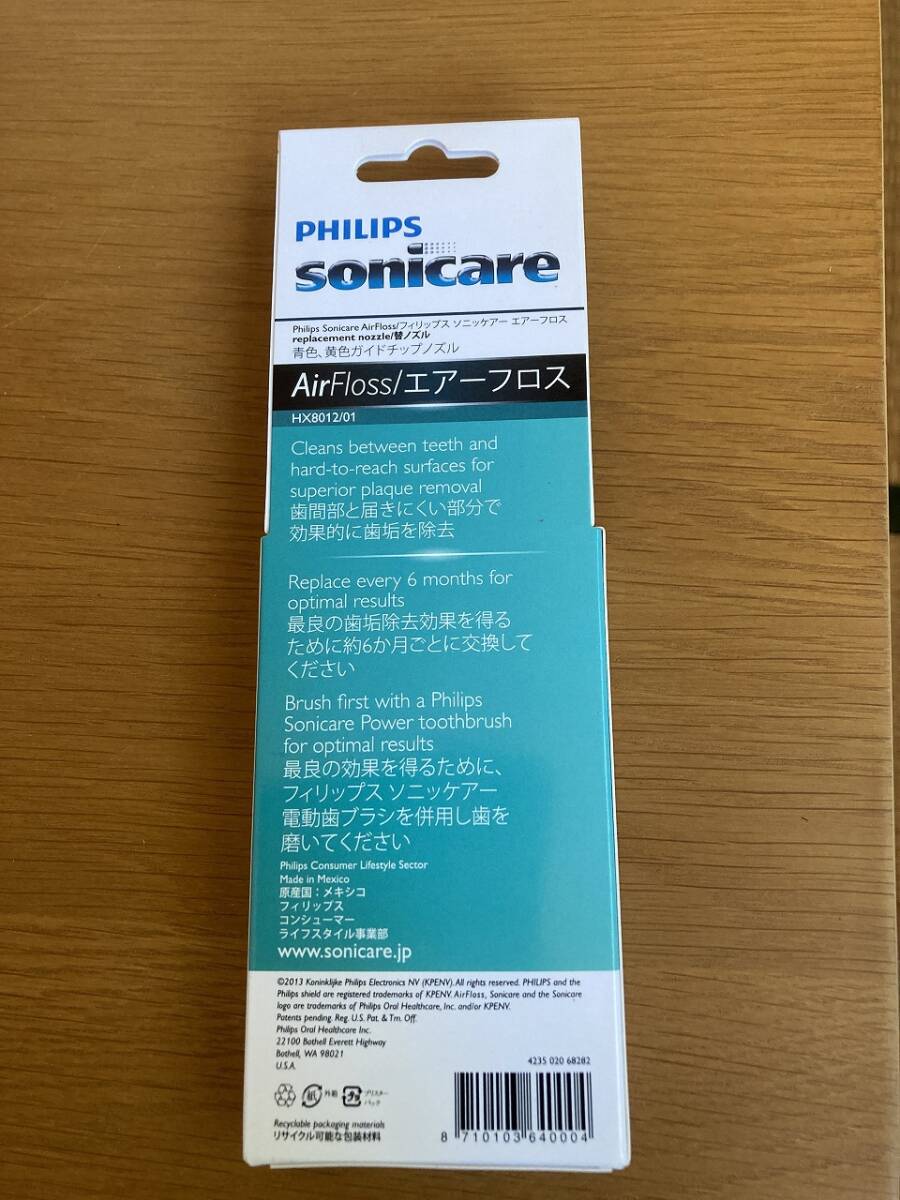 PHILIPS
sonicare
Philips Sonicare AirFloss/フィリップス ソニッケアー エアーフロス
replacement nozzle/替ノズル
青色、黄色ガイドチップノズル
AirFloss/エアーフロス
HX8012/01
Cleans between teeth and
hard-to-reach surfaces for
superior plaque removal
歯間部と届きにくい部分で
効果的に歯垢を除去
Replace every 6 months for
optimal results
最良の歯垢除去効果を得る
ために約6か月ごとに交換して
ください
Brush first with a Philips
Sonicare Power toothbrush
for optimal results
最良の効果を得るために、
フィリップス ソニッケアー
電動歯ブラシを併用し歯を
磨いてください
Philips Consumer Lifestyle Sector
Made in Mexico
原産国：メキシコ
フィリップス
コンシューマー
ライフスタイル事業部
www.sonicare.jp
©2013 Koninklijke Philips Electronics NV (KPENV). All rights reserved. PHILIPS and the
Philips shield are registered trademarks of KPENV. AirFloss, Sonicare and the Sonicare
logo are trademarks of Philips Oral Healthcare, Inc. and/or KPENV.
Patents pending. Reg. U.S. Pat. & Tm. Off.
Philips Oral Healthcare Inc.
22100 Bothell Everett Highway
Bothell, WA 98021
U.S.A.
4235 020 68282
紙 外箱 プラ ブリスターパック
Recyclable packaging materials
リサイクル可能な包装材料
8 710103 640004